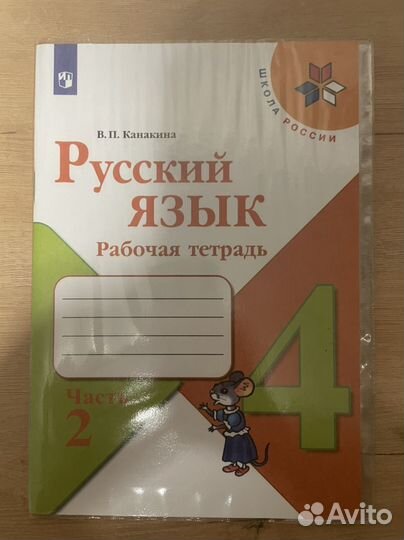 ШКОЛА РОССИИ
В. П. Канакина
Русский
язык
Рабочая тетрадь
Часть
2
4
Avito